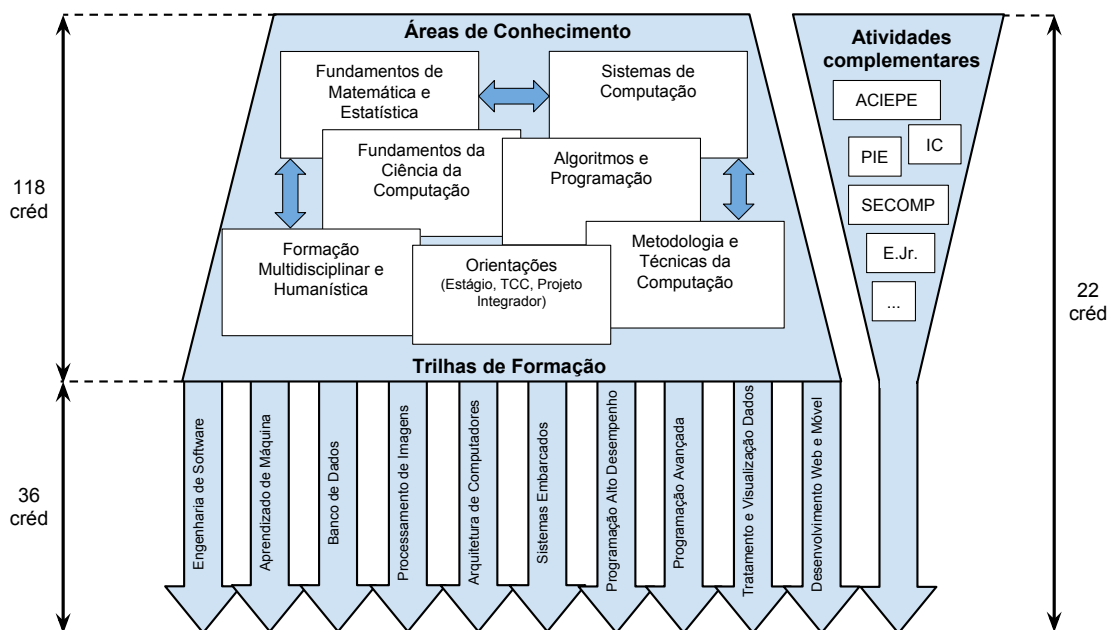 Áreas de Conhecimento
Fundamentos de
Matemática e
Estatística
Sistemas de
Computação
Fundamentos da
Ciência da
Computação
Algoritmos e
Programação
Formação
Multidisciplinar e
Humanística
Orientações
(Estágio, TCC, Projeto
Integrador)
Metodologia e
Técnicas da
Computação
Trilhas de Formação
Atividades
complementares
ACIEPE
PIE
IC
SECOMP
E.Jr.
...
118
créd
36
créd
22
créd
Engenharia de Software
Aprendizado de Máquina
Banco de Dados
Processamento de Imagens
Arquitetura de Computadores
Sistemas Embarcados
Programação Alto Desempenho
Programação Avançada
Tratamento e Visualização Dados
Desenvolvimento Web e Móvel